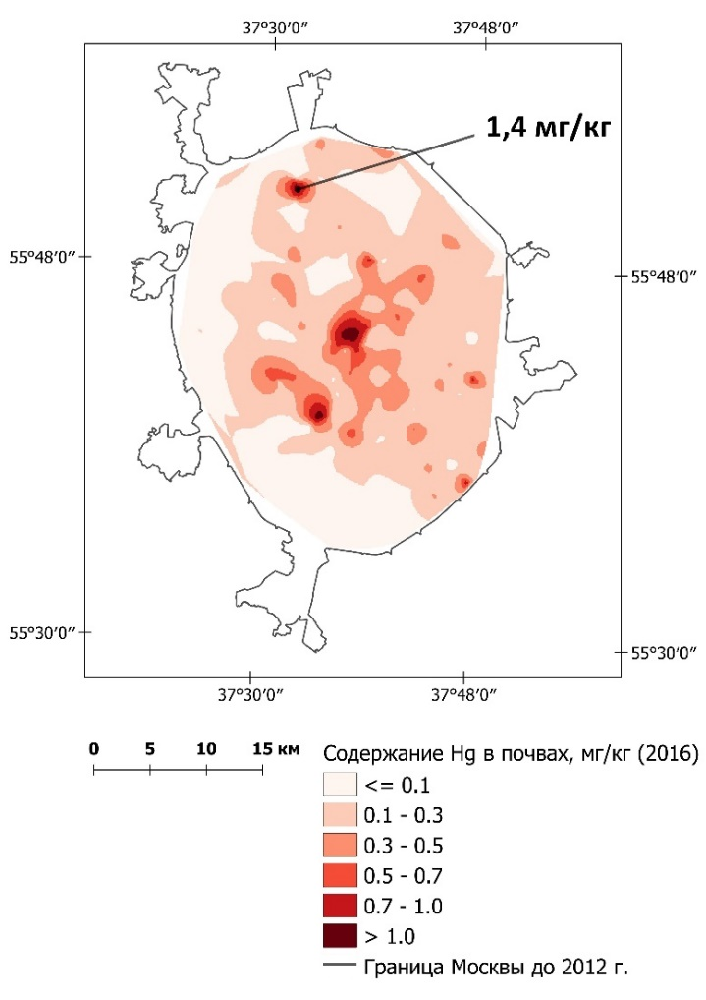 37°30′0″ 37°48′0″
1,4 мг/кг
55°48′0″
55°48′0″
55°30′0″
55°30′0″
37°30′0″ 37°48′0″
0 5 10 15 км
Содержание Hg в почвах, мг/кг (2016)
<= 0.1
0.1 - 0.3
0.3 - 0.5
0.5 - 0.7
0.7 - 1.0
> 1.0
Граница Москвы до 2012 г.